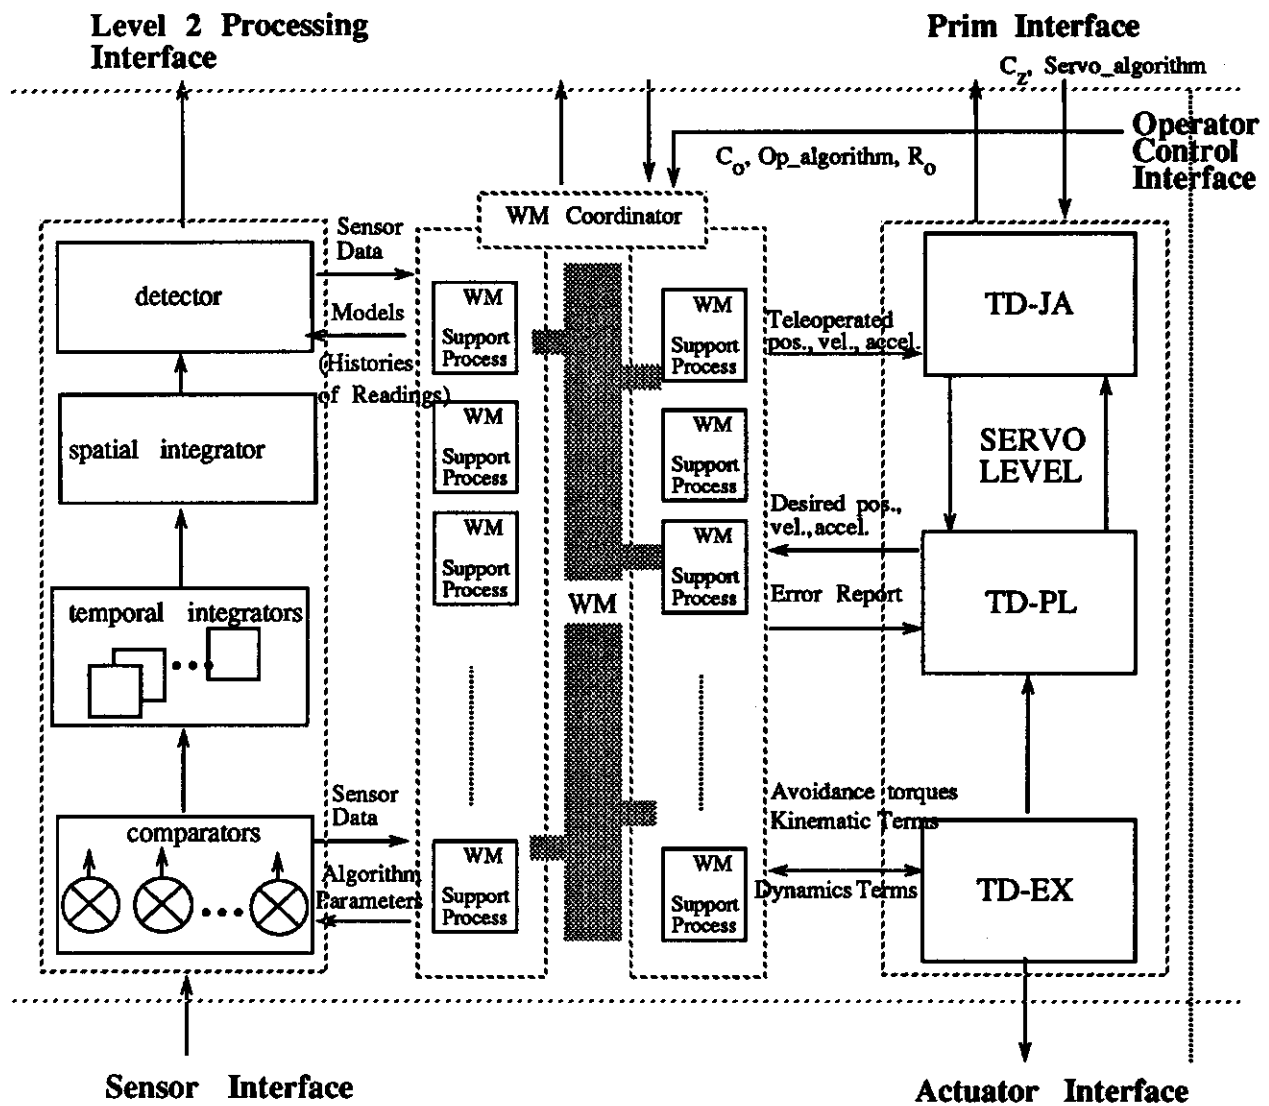 Level 2 Processing
Interface
Prim Interface
C_z, Servo_algorithm
Operator
Control
Interface
C_o, Op_algorithm, R_o
WM Coordinator
Sensor
Data
detector
Models
(Histories
of Readings)
WM
Support
Process
WM
Support
Process
Teleoperated
pos., vel., accel.
TD-JA
spatial integrator
WM
Support
Process
WM
Support
Process
SERVO
LEVEL
Desired pos.,
vel., accel.
WM
Support
Process
WM
Support
Process
WM
Error Report
TD-PL
temporal integrators
Sensor
Data
Avoidance torques
Kinematic Terms
comparators
Algorithm
Parameters
WM
Support
Process
WM
Support
Process
Dynamics Terms
TD-EX
Sensor Interface
Actuator Interface